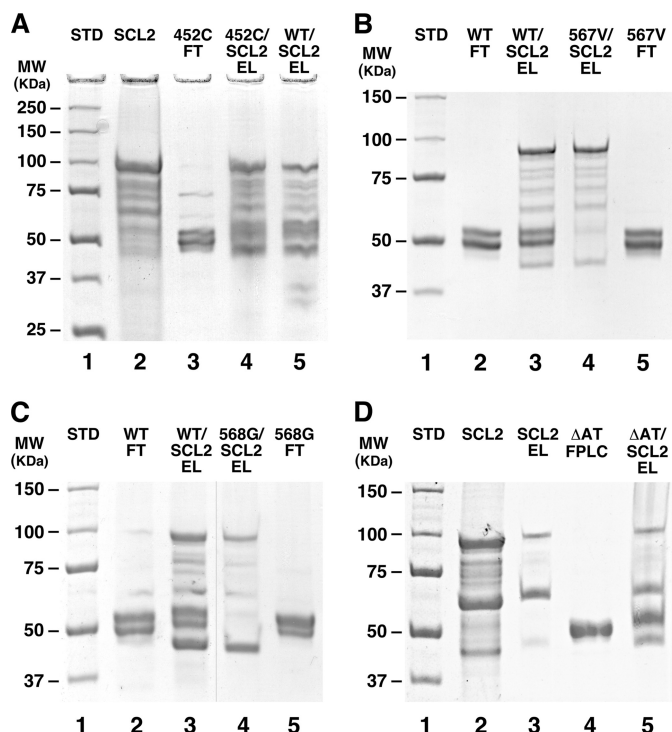 A
STD SCL2 452C FT 452C/ SCL2 EL WT/ SCL2 EL
MW (KDa)
250
150
100
75
50
37
25
1 2 3 4 5
B
STD WT FT WT/ SCL2 EL 567V/ SCL2 EL 567V FT
MW (KDa)
150
100
75
50
37
1 2 3 4 5
C
STD WT FT WT/ SCL2 EL 568G/ SCL2 EL 568G FT
MW (KDa)
150
100
75
50
37
1 2 3 4 5
D
STD SCL2 SCL2 EL ΔAT FPLC ΔAT/ SCL2 EL
MW (KDa)
150
100
75
50
37
1 2 3 4 5